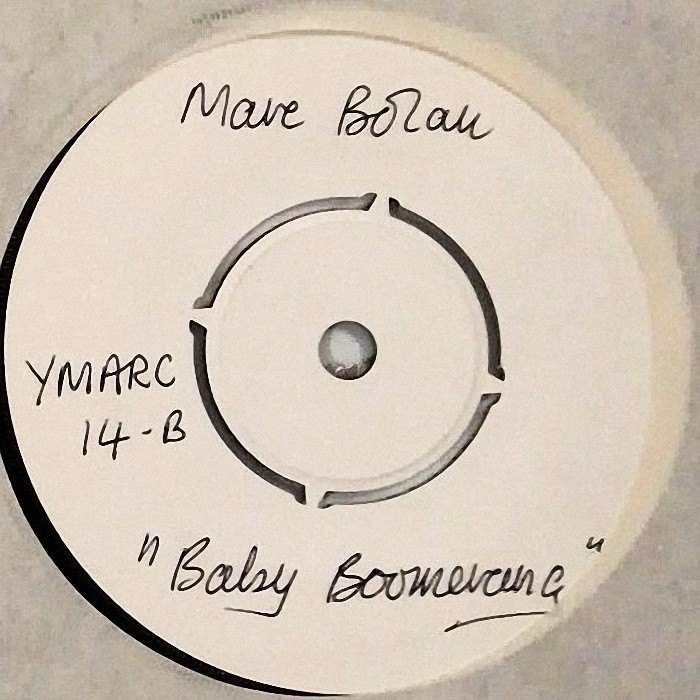 Marc Bolan
YMARC
14-B
"Baby Boomerang"